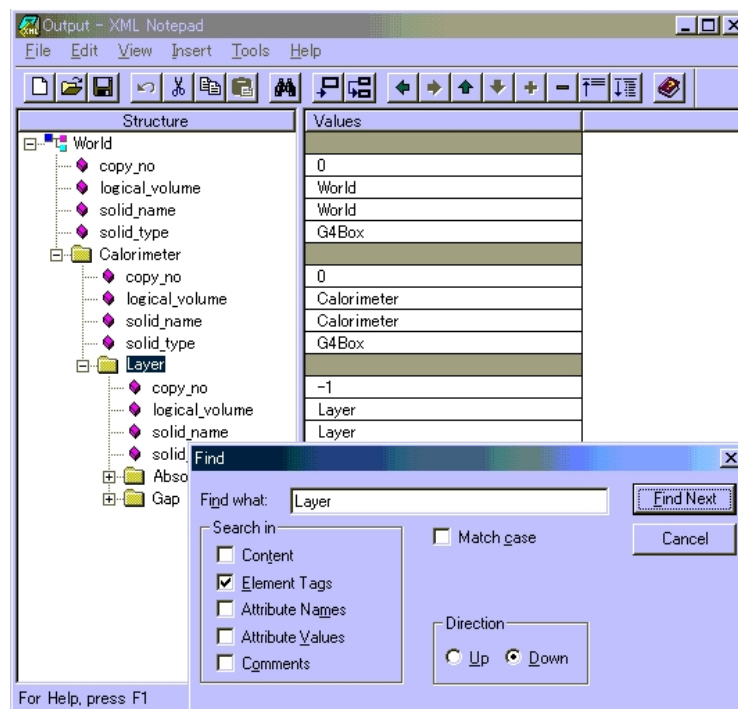 Output - XML Notepad
File Edit View Insert Tools Help
Structure Values
World
copy_no 0
logical_volume World
solid_name World
solid_type G4Box
Calorimeter
copy_no 0
logical_volume Calorimeter
solid_name Calorimeter
solid_type G4Box
Layer
copy_no -1
logical_volume Layer
solid_name Layer
solid_
Abso
Gap
Find
Find what: Layer
Find Next
Search in
Match case
Cancel
Content
Element Tags
Attribute Names
Attribute Values
Comments
Direction
Up Down
For Help, press F1